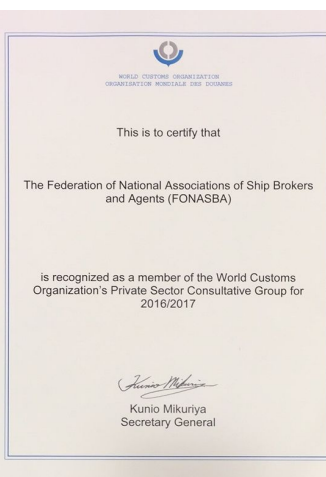 WORLD CUSTOMS ORGANIZATION
ORGANISATION MONDIALE DES DOUANES
This is to certify that
The Federation of National Associations of Ship Brokers
and Agents (FONASBA)
is recognized as a member of the World Customs
Organization's Private Sector Consultative Group for
2016/2017
Kunio Mikuriya
Kunio Mikuriya
Secretary General